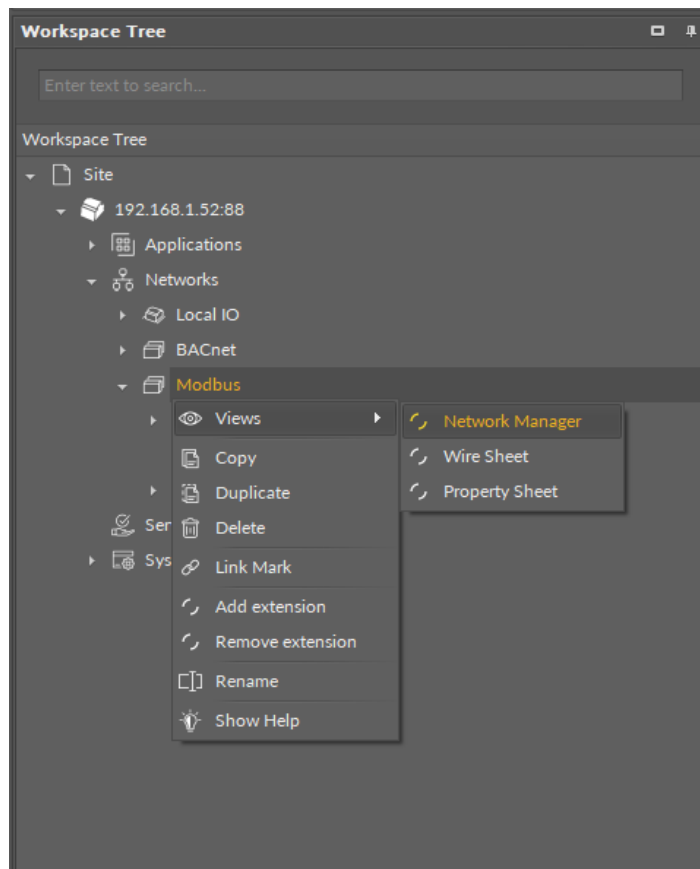 Workspace Tree
Enter text to search...
Workspace Tree
Site
192.168.1.52:88
Applications
Networks
Local IO
BACnet
Modbus
Views
Network Manager
Copy
Wire Sheet
Duplicate
Property Sheet
Ser
Delete
Sys
Link Mark
Add extension
Remove extension
Rename
Show Help